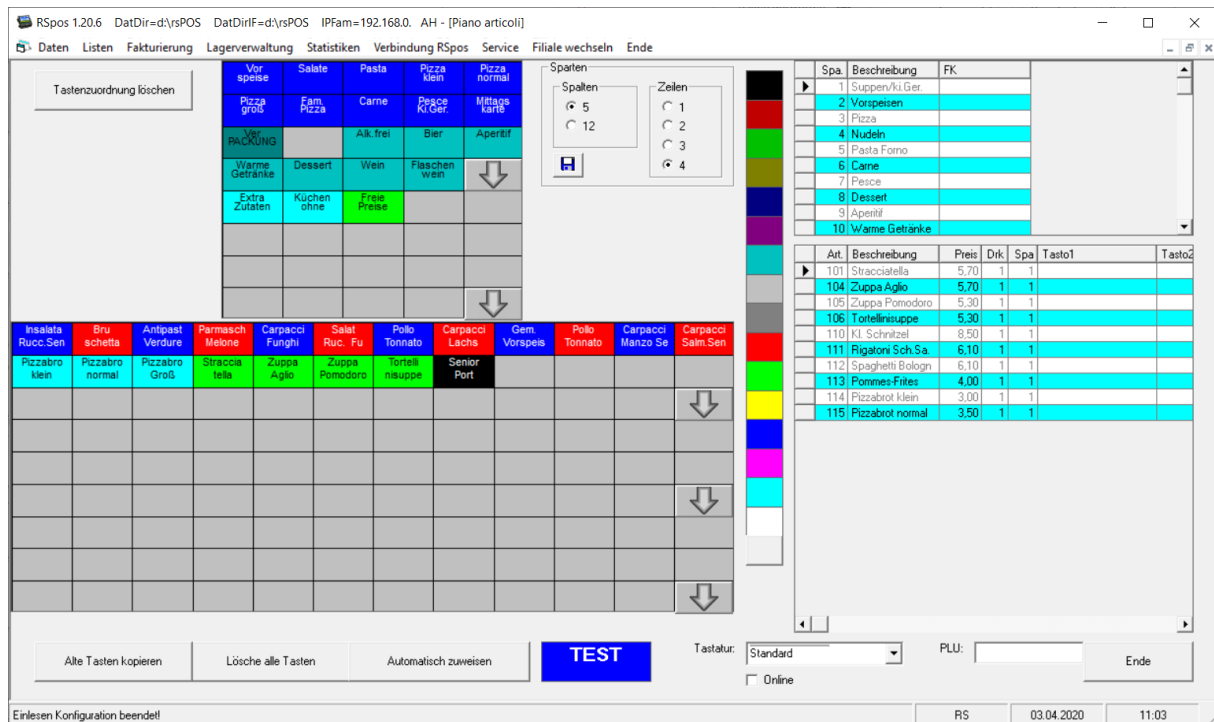 RSpos 1.20.6 DatDir=d:\rsPOS DatDirIF=d:\rsPOS IPFam=192.168.0. AH - [Piano articoli]
Daten Listen Fakturierung Lagerverwaltung Statistiken Verbindung RSpos Service Filiale wechseln Ende
Tastenzuordnung löschen
Vor speise Salate Pasta Pizza klein Pizza normal
Pizza groß Fam. Pizza Carne Pesce Kl.Ger. Mittags karte
Ver PACKUNG Alk.frei Bier Aperitif
Warme Getränke Dessert Wein Flaschen wein
Extra Zutaten Küchen ohne Freie Preise
Sparten
Spalten
5
12
Zeilen
1
2
3
4
Spa. Beschreibung FK
1 Suppen/ki.Ger.
2 Vorspeisen
3 Pizza
4 Nudeln
5 Pasta Forno
6 Carne
7 Pesce
8 Dessert
9 Aperitif
10 Warme Getränke
Insalata Rucc.Sen Bru schetta Antipast Verdure Parmasch Melone Carpacci Funghi Salat Ruc. Fu Pollo Tonnato Carpacci Lachs Gem. Vorspeis Pollo Tonnato Carpacci Manzo Se Carpacci Salm.Sen
Pizzabro klein Pizzabro normal Pizzabro Groß Straccia tella Zuppa Aglio Zuppa Pomodoro Tortelli nisuppe Senior Port
Art. Beschreibung Preis Drk Spa Tasto1 Tasto2
101 Stracciatella 5,70 1 1
104 Zuppa Aglio 5,70 1 1
105 Zuppa Pomodoro 5,30 1 1
106 Tortellinisuppe 5,30 1 1
110 Kl. Schnitzel 8,50 1 1
111 Rigatoni Sch.Sa. 6,10 1 1
112 Spaghetti Bologn 6,10 1 1
113 Pommes-Frites 4,00 1 1
114 Pizzabrot klein 3,00 1 1
115 Pizzabrot normal 3,50 1 1
Alte Tasten kopieren Lösche alle Tasten Automatisch zuweisen TEST Tastatur: Standard PLU: Ende
Online
Einlesen Konfiguration beendet! RS 03.04.2020 11:03